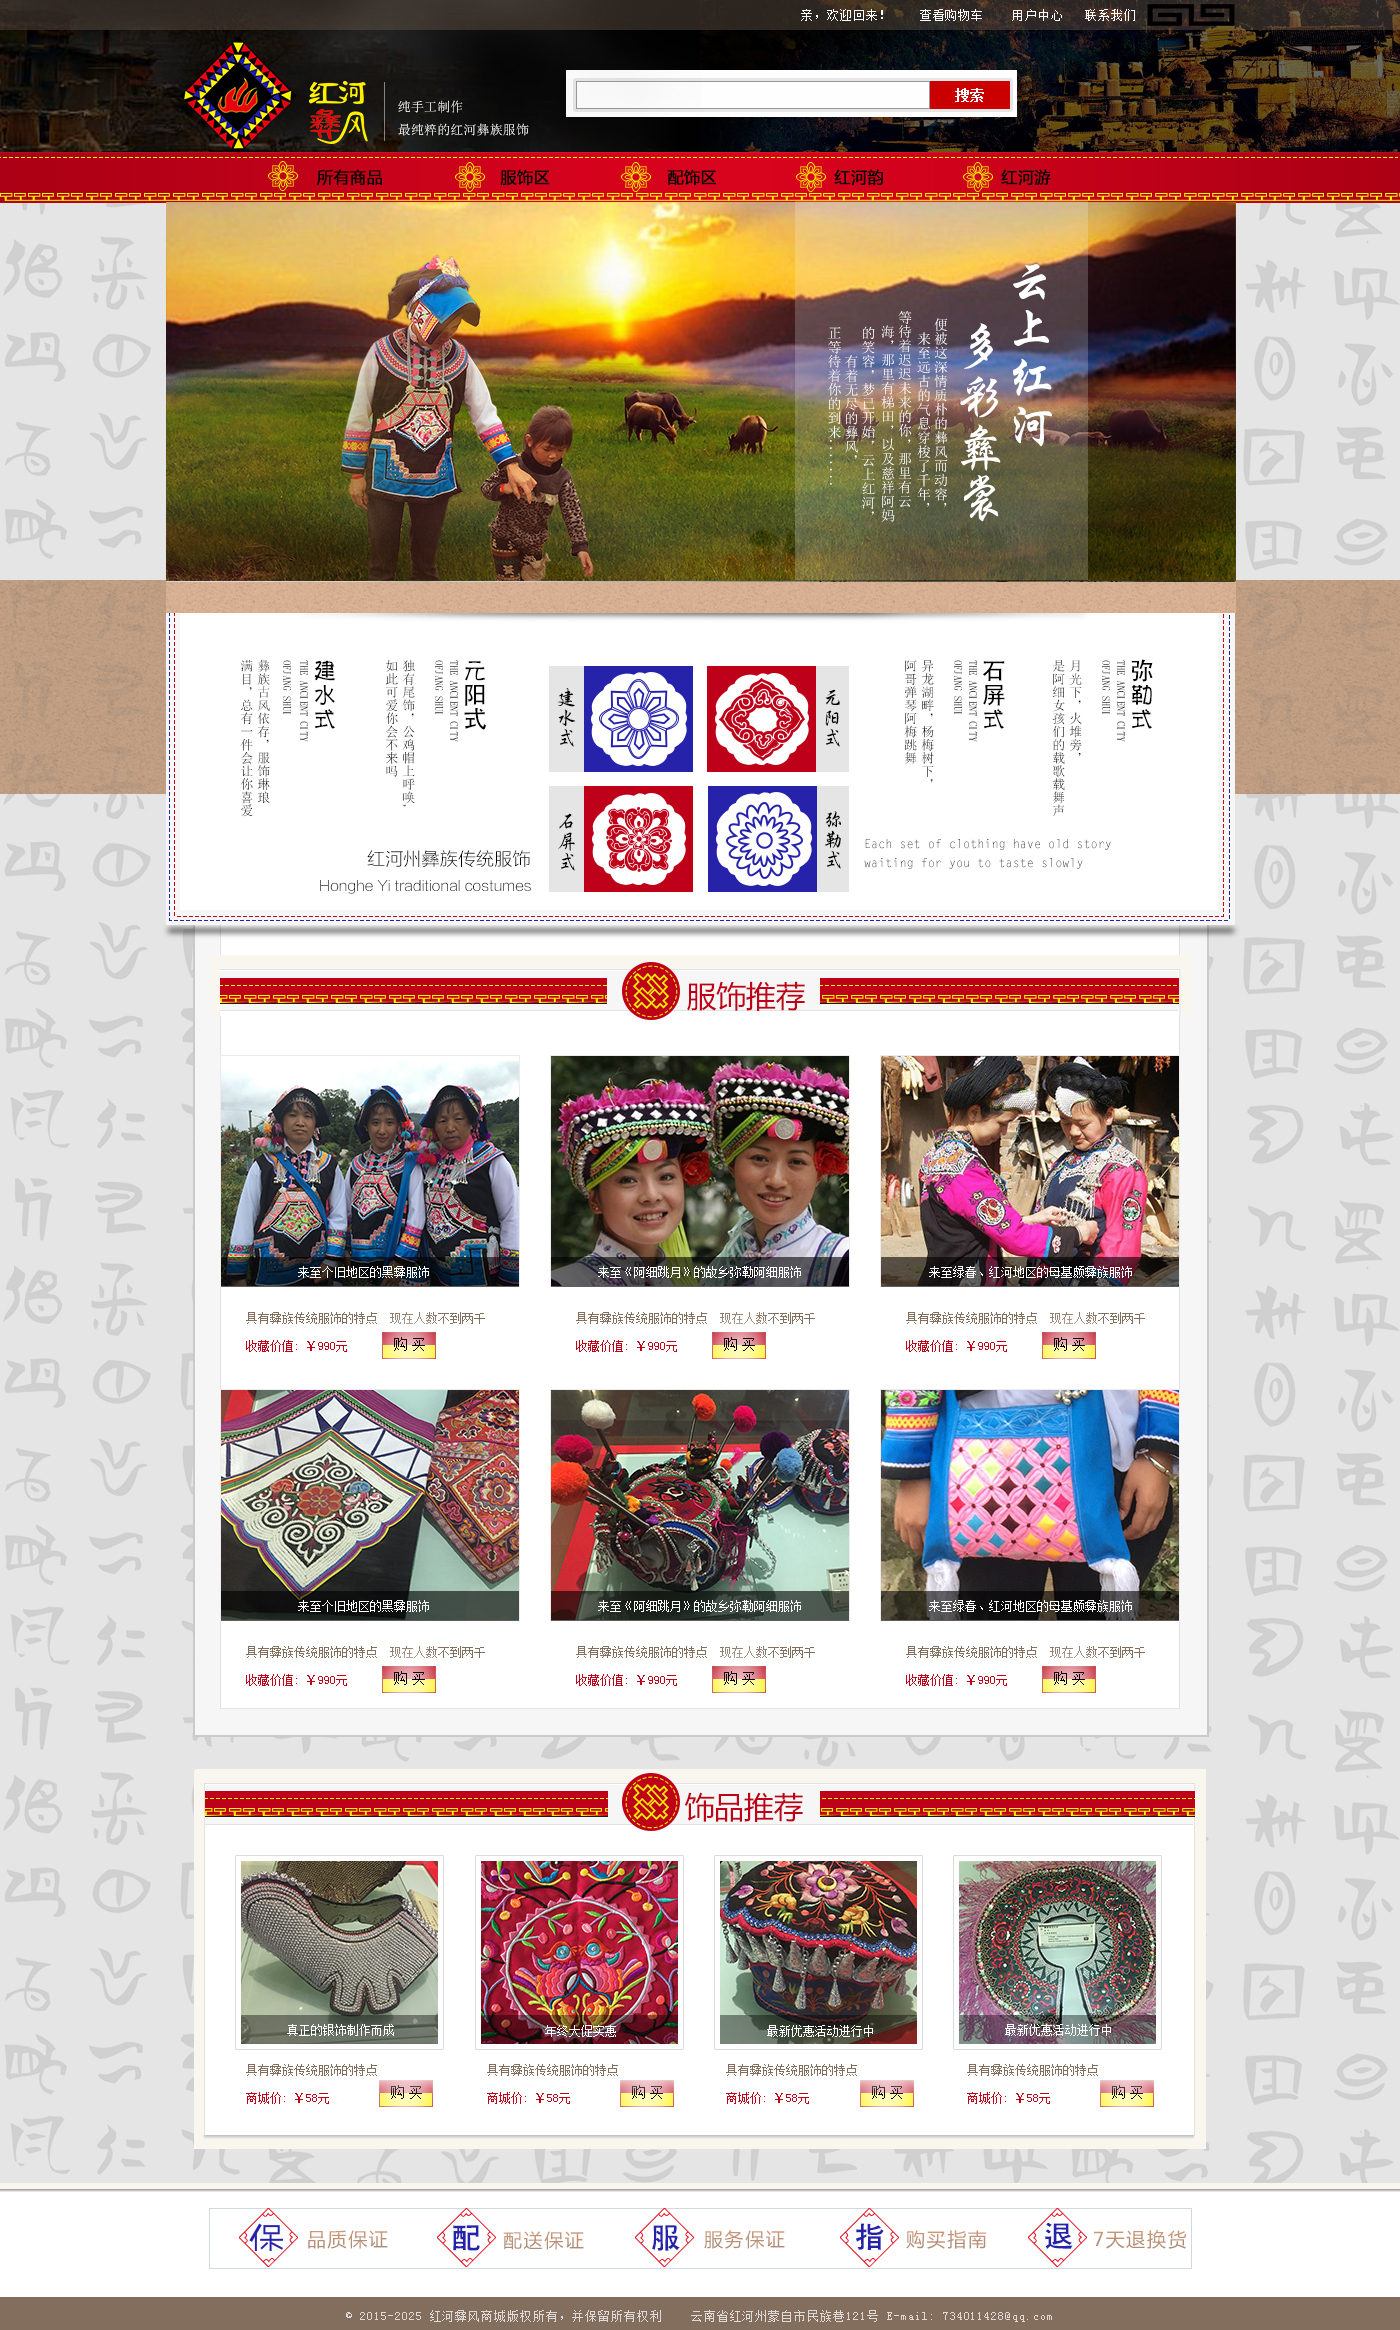 亲，欢迎回来！ 查看购物车 用户中心 联系我们
红河
彝风
纯手工制作
最纯粹的红河彝族服饰
搜索
所有商品 服饰区 配饰区 红河韵 红河游
云上红河
多彩彝裳
便被这深情质朴的彝风而动容，
来至远古的气息穿梭了千年，
等待着迟迟未来的你，那里有云
海，那里有梯田，以及慈祥阿妈
的笑容，梦已开始，云上红河，
有着无尽的彝风，
正等待着你的到来......
建水式
THE ANCIENT CITY
OFJANG SHUI
彝族古风依存，服饰琳琅
满目，总有一件会让你喜爱
元阳式
THE ANCIENT CITY
OFJANG SHUI
独有尾饰，公鸡帽上呼唤，
如此可爱你会不来吗
建水式
元阳式
石屏式
弥勒式
石屏式
THE ANCIENT CITY
OFJANG SHUI
异龙湖畔，杨梅树下，
阿哥弹琴阿梅跳舞
弥勒式
THE ANCIENT CITY
OFJANG SHUI
月光下，火堆旁，
是阿细女孩们的载歌载舞声
红河州彝族传统服饰
Honghe Yi traditional costumes
Each set of clothing have old story
waiting for you to taste slowly
服饰推荐
来至个旧地区的黑彝服饰
来至《阿细跳月》的故乡弥勒阿细服饰
来至绿春、红河地区的母基颇彝族服饰
具有彝族传统服饰的特点 现在人数不到两千
收藏价值：￥990元 购 买
具有彝族传统服饰的特点 现在人数不到两千
收藏价值：￥990元 购 买
具有彝族传统服饰的特点 现在人数不到两千
收藏价值：￥990元 购 买
来至个旧地区的黑彝服饰
来至《阿细跳月》的故乡弥勒阿细服饰
来至绿春、红河地区的母基颇彝族服饰
具有彝族传统服饰的特点 现在人数不到两千
收藏价值：￥990元 购 买
具有彝族传统服饰的特点 现在人数不到两千
收藏价值：￥990元 购 买
具有彝族传统服饰的特点 现在人数不到两千
收藏价值：￥990元 购 买
饰品推荐
真正的银饰制作而成
年终大促实惠
最新优惠活动进行中
最新优惠活动进行中
具有彝族传统服饰的特点
商城价：￥58元 购 买
具有彝族传统服饰的特点
商城价：￥58元 购 买
具有彝族传统服饰的特点
商城价：￥58元 购 买
具有彝族传统服饰的特点
商城价：￥58元 购 买
保 品质保证 配 配送保证 服 服务保证 指 购买指南 退 7天退换货
© 2015-2025 红河彝风商城版权所有，并保留所有权利 云南省红河州蒙自市民族巷121号 E-mail: 734011428@qq.com